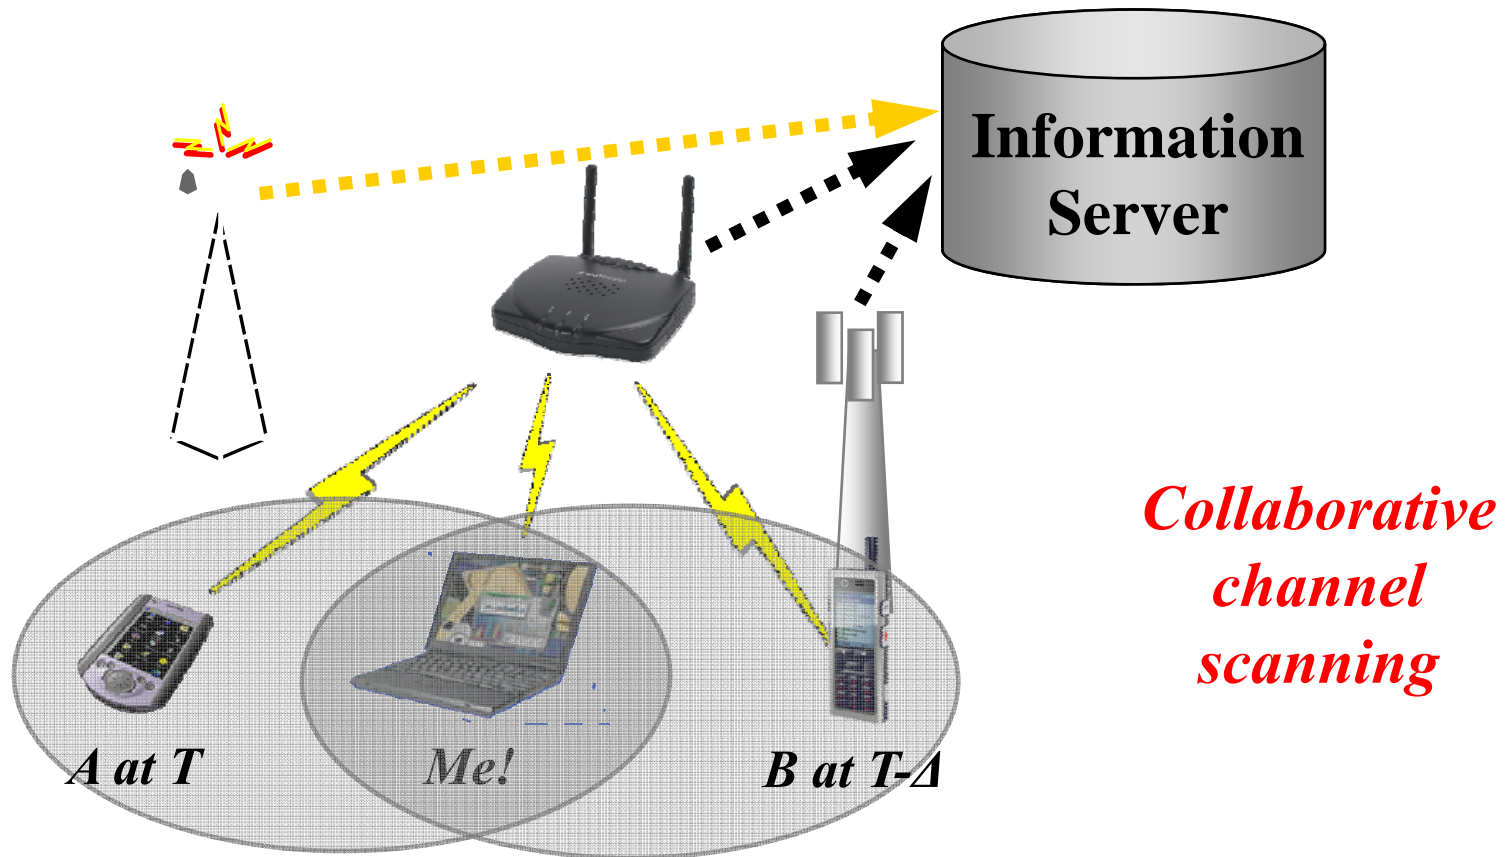 Information
Server
Collaborative
channel
scanning
A at T
Me!
B at T-Δ